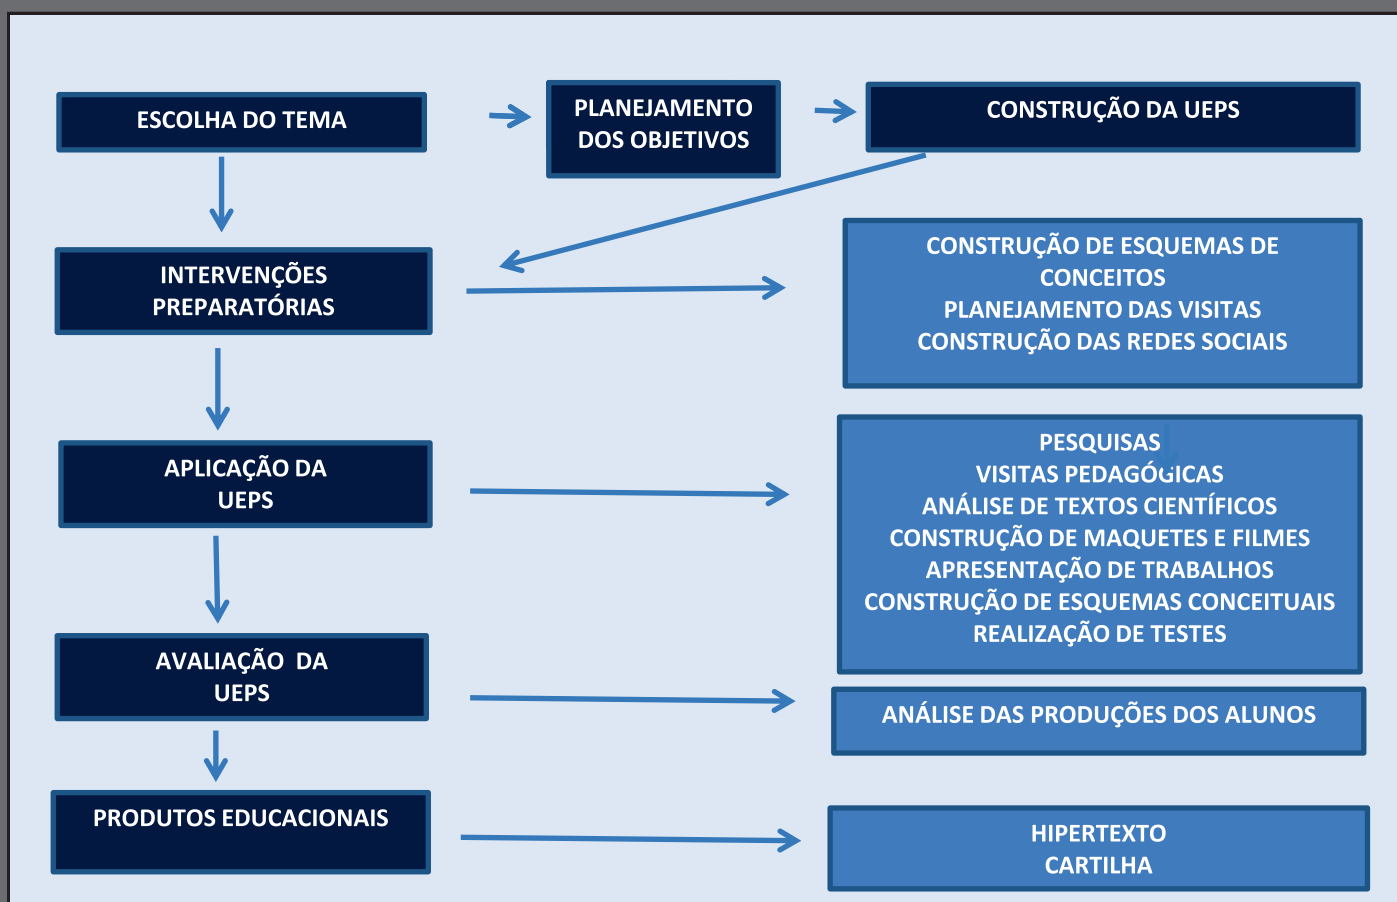 ESCOLHA DO TEMA
PLANEJAMENTO
DOS OBJETIVOS
CONSTRUÇÃO DA UEPS
INTERVENÇÕES
PREPARATÓRIAS
CONSTRUÇÃO DE ESQUEMAS DE
CONCEITOS
PLANEJAMENTO DAS VISITAS
CONSTRUÇÃO DAS REDES SOCIAIS
APLICAÇÃO DA
UEPS
PESQUISAS
VISITAS PEDAGÓGICAS
ANÁLISE DE TEXTOS CIENTÍFICOS
CONSTRUÇÃO DE MAQUETES E FILMES
APRESENTAÇÃO DE TRABALHOS
CONSTRUÇÃO DE ESQUEMAS CONCEITUAIS
REALIZAÇÃO DE TESTES
AVALIAÇÃO DA
UEPS
ANÁLISE DAS PRODUÇÕES DOS ALUNOS
PRODUTOS EDUCACIONAIS
HIPERTEXTO
CARTILHA